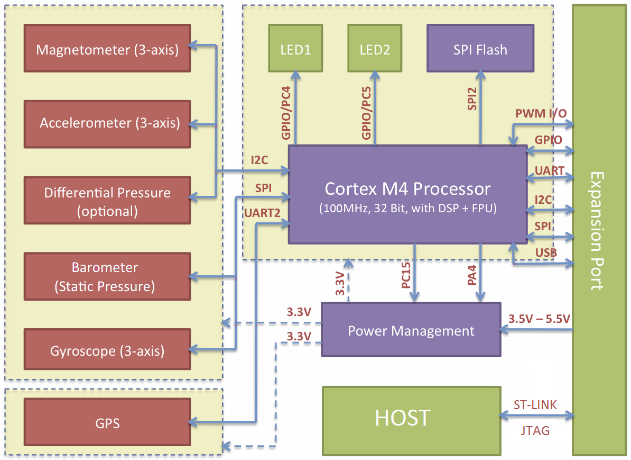 Magnetometer (3-axis)
Accelerometer (3-axis)
Differential Pressure
(optional)
Barometer
(Static Pressure)
Gyroscope (3-axis)
GPS
I2C
SPI
UART2
3.3V
3.3V
LED1
LED2
SPI Flash
GPIO/PC4
GPIO/PC5
SPI2
Cortex M4 Processor
(100MHz, 32 Bit, with DSP + FPU)
3.3V
PC15
PA4
Power Management
HOST
PWM I/O
GPIO
UART
I2C
SPI
USB
3.5V – 5.5V
ST-LINK
JTAG
Expansion Port